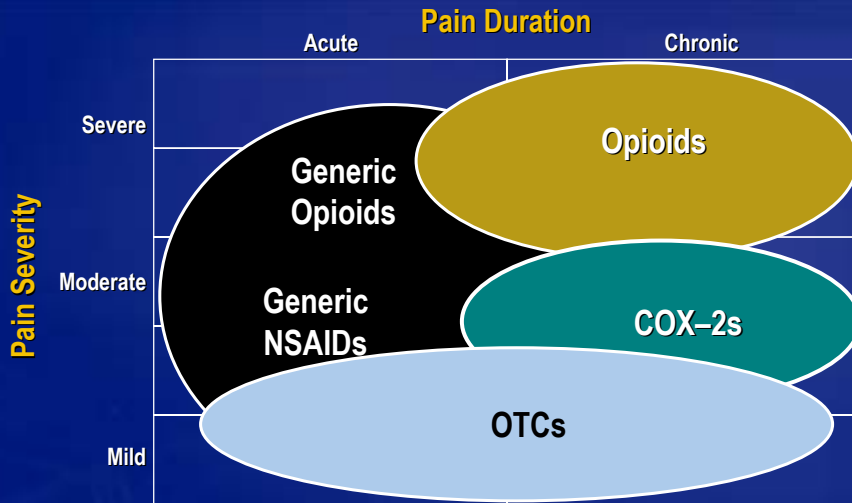 Pain Duration
Acute
Chronic
Severe
Opioids
Generic
Opioids
Pain Severity
Moderate
Generic
NSAIDs
COX–2s
OTCs
Mild